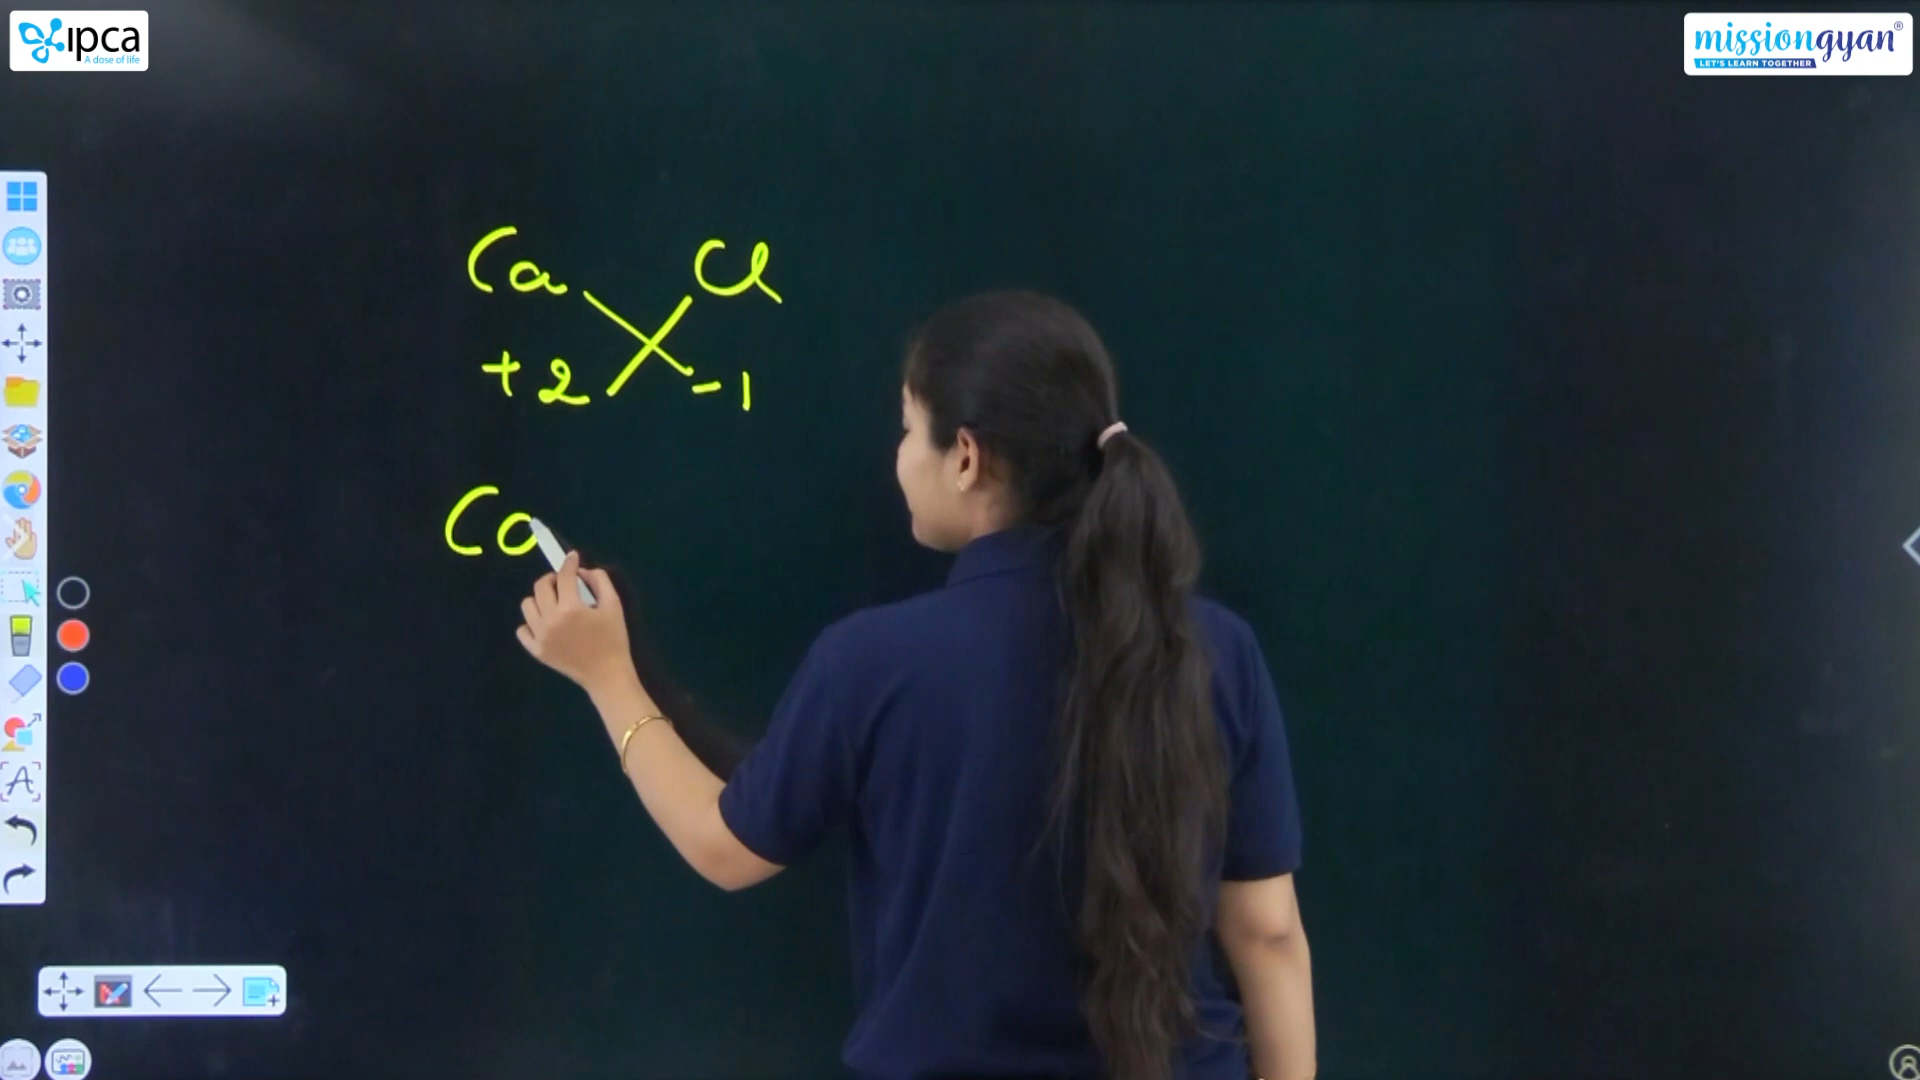 ipca
A dose of life
missiongyan®
LET'S LEARN TOGETHER
Ca Cl
+2 -1
Ca